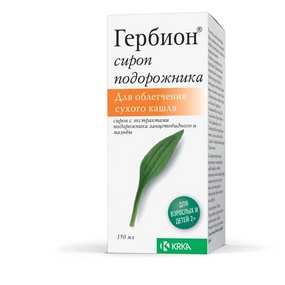 Гербион®
сироп
подорожника
Для облегчения
сухого кашля
сироп с экстрактами
подорожника ланцетовидного и
мальвы
ДЛЯ
ВЗРОСЛЫХ И
ДЕТЕЙ 2+
150 мл
KRKA